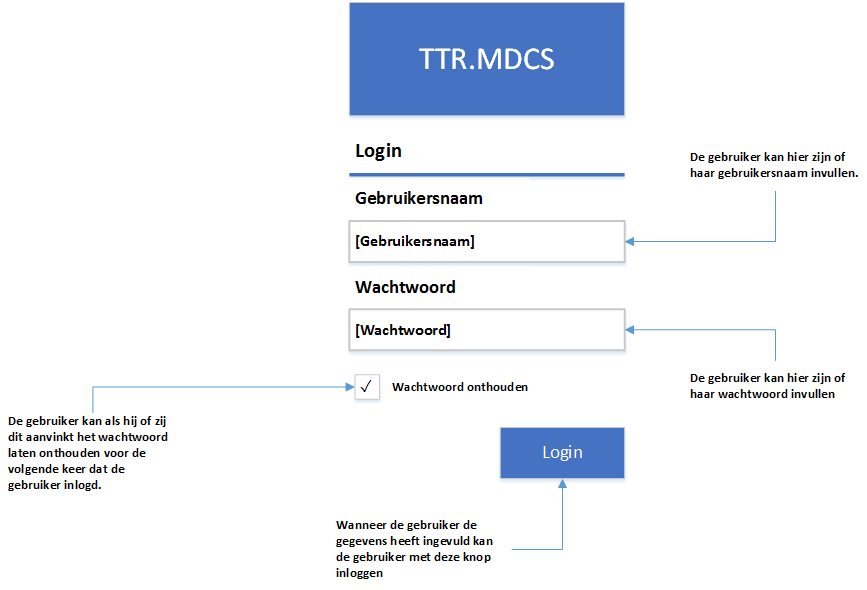 TTR.MDCS
Login
De gebruiker kan hier zijn of
haar gebruikersnaam invullen.
Gebruikersnaam
[Gebruikersnaam]
Wachtwoord
[Wachtwoord]
De gebruiker kan hier zijn of
haar wachtwoord invullen
✓ Wachtwoord onthouden
De gebruiker kan als hij of zij
dit aanvinkt het wachtwoord
laten onthouden voor de
volgende keer dat de
gebruiker inlogd.
Login
Wanneer de gebruiker de
gegevens heeft ingevuld kan
de gebruiker met deze knop
inloggen